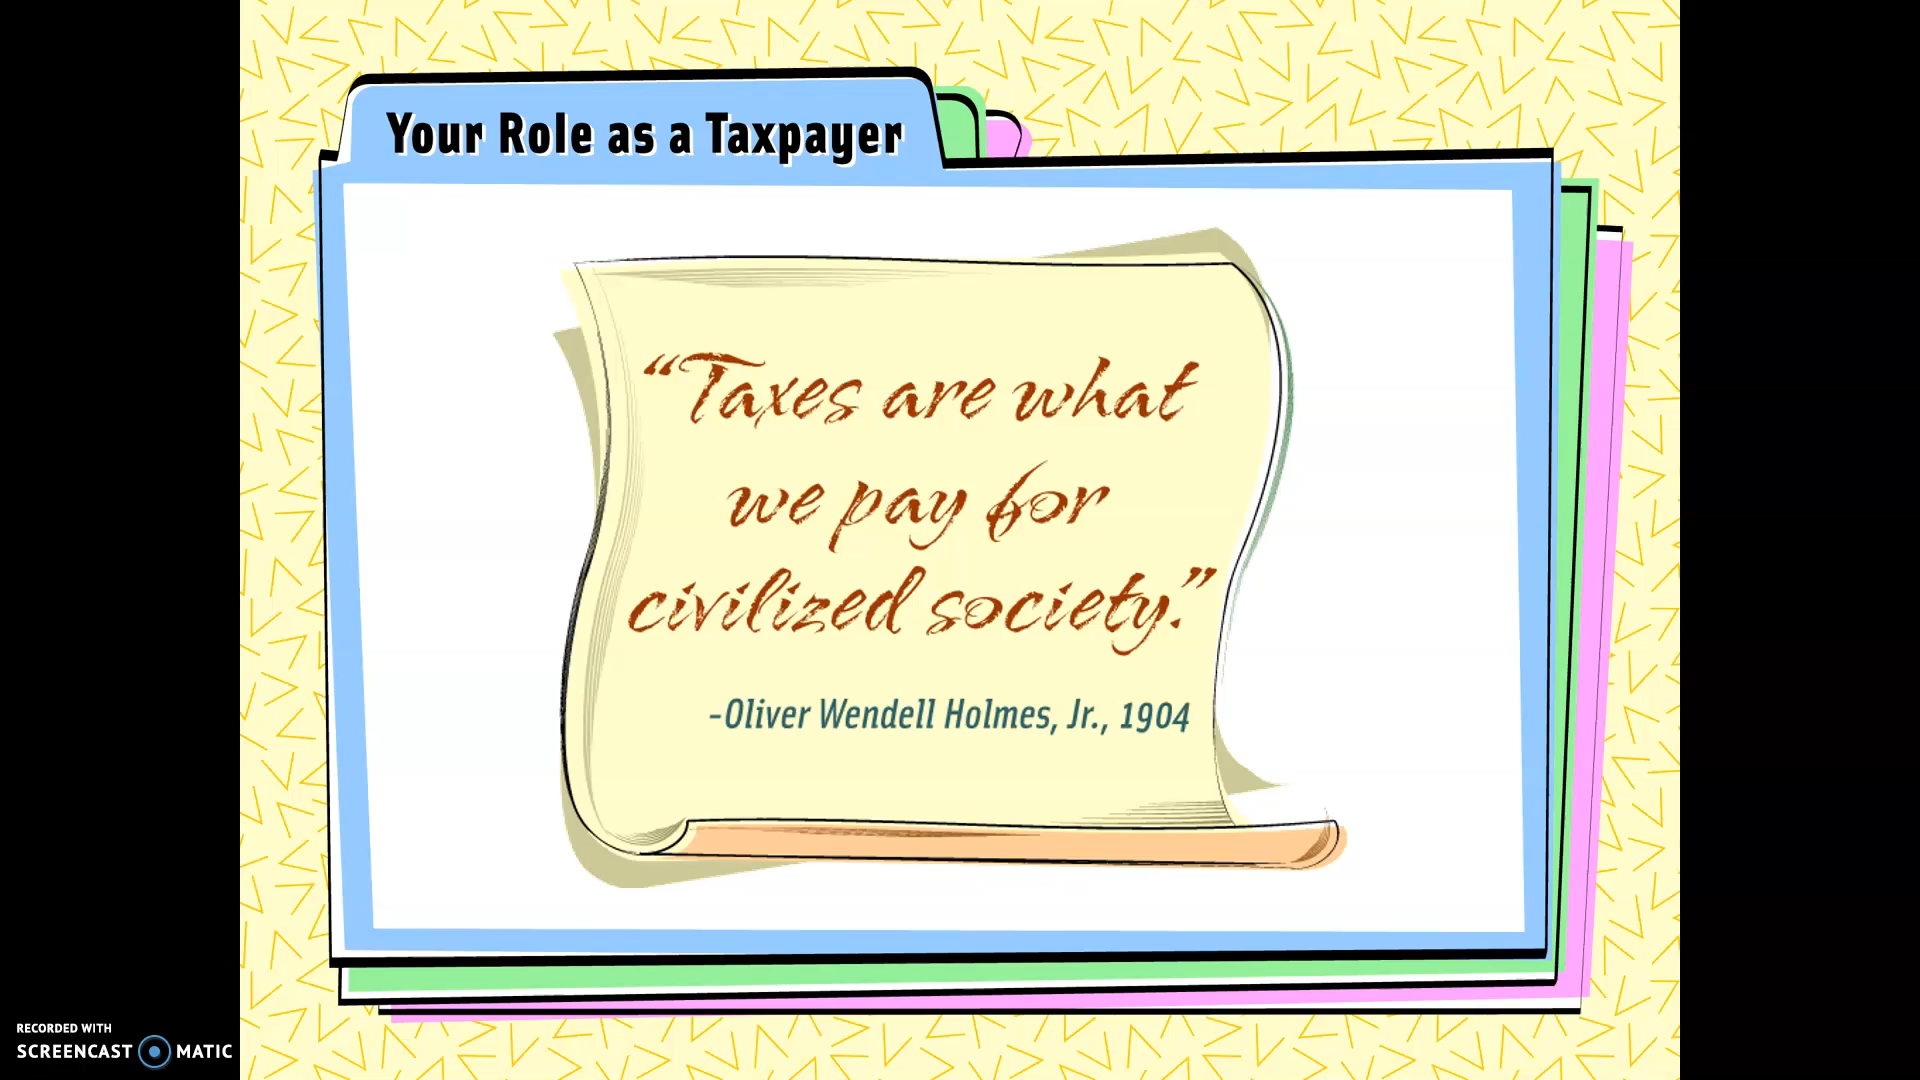 Your Role as a Taxpayer
“Taxes are what
we pay for
civilized society.”
-Oliver Wendell Holmes, Jr., 1904
RECORDED WITH
SCREENCAST MATIC